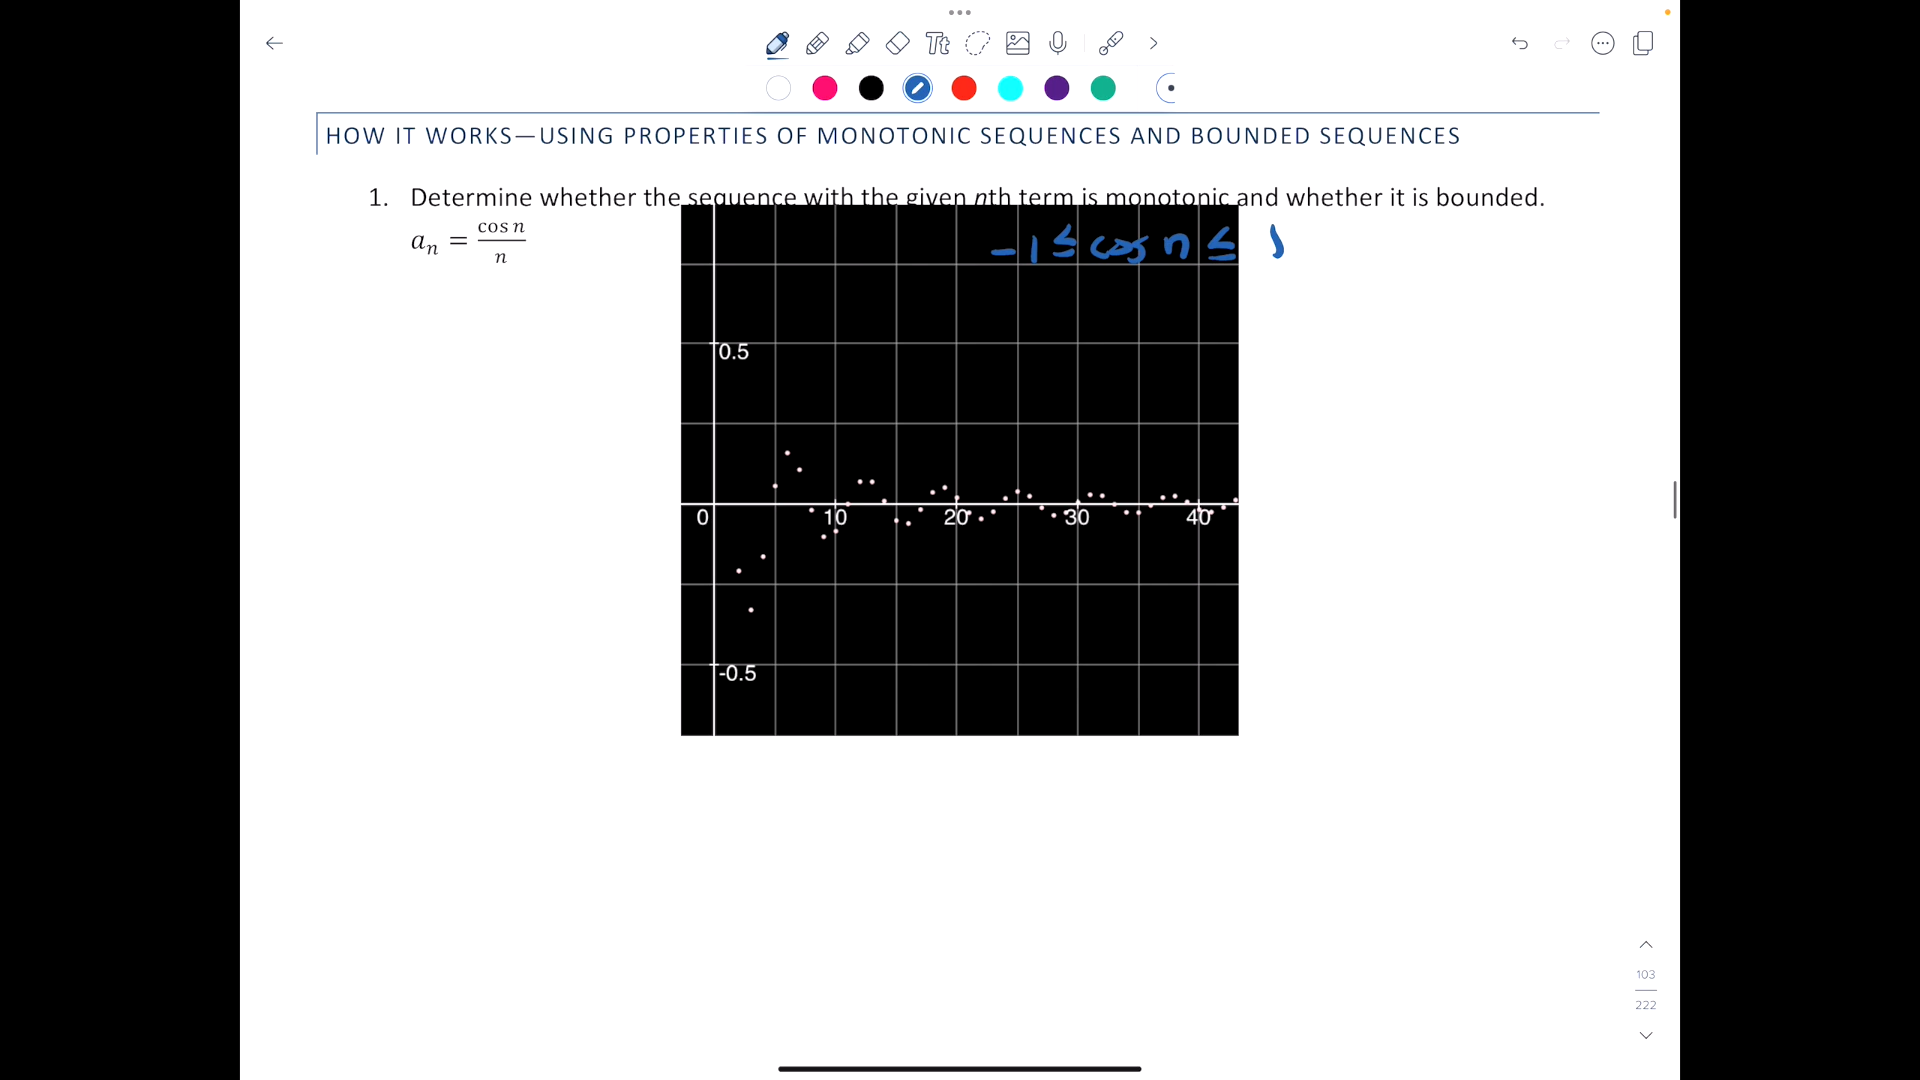 Tt
HOW IT WORKS—USING PROPERTIES OF MONOTONIC SEQUENCES AND BOUNDED SEQUENCES
1. Determine whether the sequence with the given nth term is monotonic and whether it is bounded.
aₙ = cos n / n
-1 ≤ cos n ≤ 1
0.5
0 10 20 30 40
-0.5
103
222